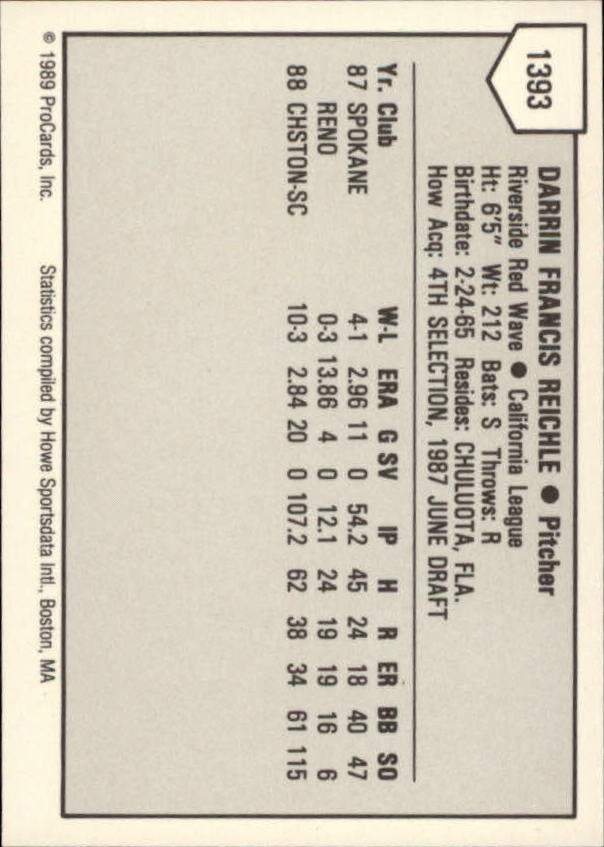 1393
DARRIN FRANCIS REICHLE ● Pitcher
Riverside Red Wave ● California League
Ht: 6'5" Wt: 212 Bats: S Throws: R
Birthdate: 2-24-65 Resides: CHULUOTA, FLA.
How Acq: 4TH SELECTION, 1987 JUNE DRAFT
Yr. Club W-L ERA G SV IP H R ER BB SO
87 SPOKANE 4-1 2.96 11 0 54.2 45 24 18 40 47
RENO 0-3 13.86 4 0 12.1 24 19 19 16 6
88 CHSTON-SC 10-3 2.84 20 0 107.2 62 38 34 61 115
© 1989 ProCards, Inc. Statistics compiled by Howe Sportsdata Intl., Boston, MA